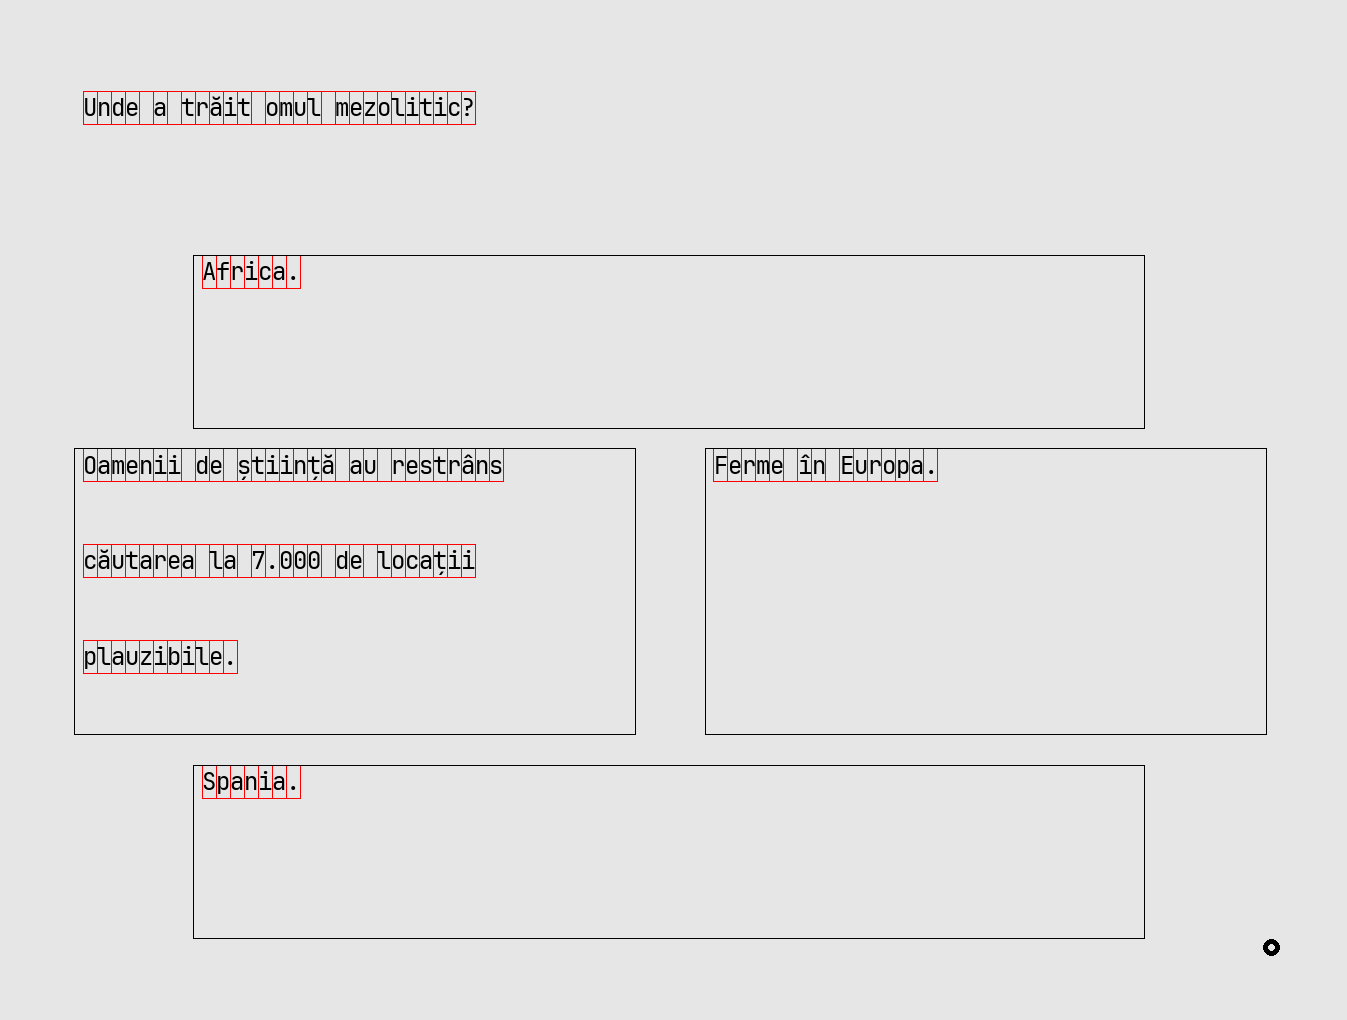 Unde a trăit omul mezolitic?
Africa.
Oamenii de știință au restrâns
căutarea la 7.000 de locații
plauzibile.
Ferme în Europa.
Spania.